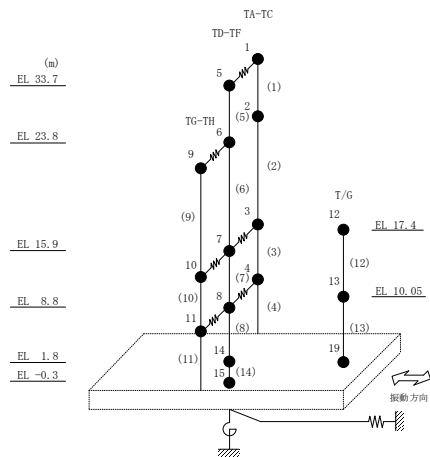 TA-TC
TD-TF
1
(m)
5
EL 33.7
(1)
2
TG-TH
(5)
6
EL 23.8
9
(2)
T/G
(6)
(9)
3
12
EL 17.4
7
EL 15.9
10
(3)
(12)
4
(7)
13
(10)
8
EL 10.05
EL 8.8
11
(4)
(8)
(13)
14
19
EL 1.8
(11)
15
(14)
EL -0.3
振動方向